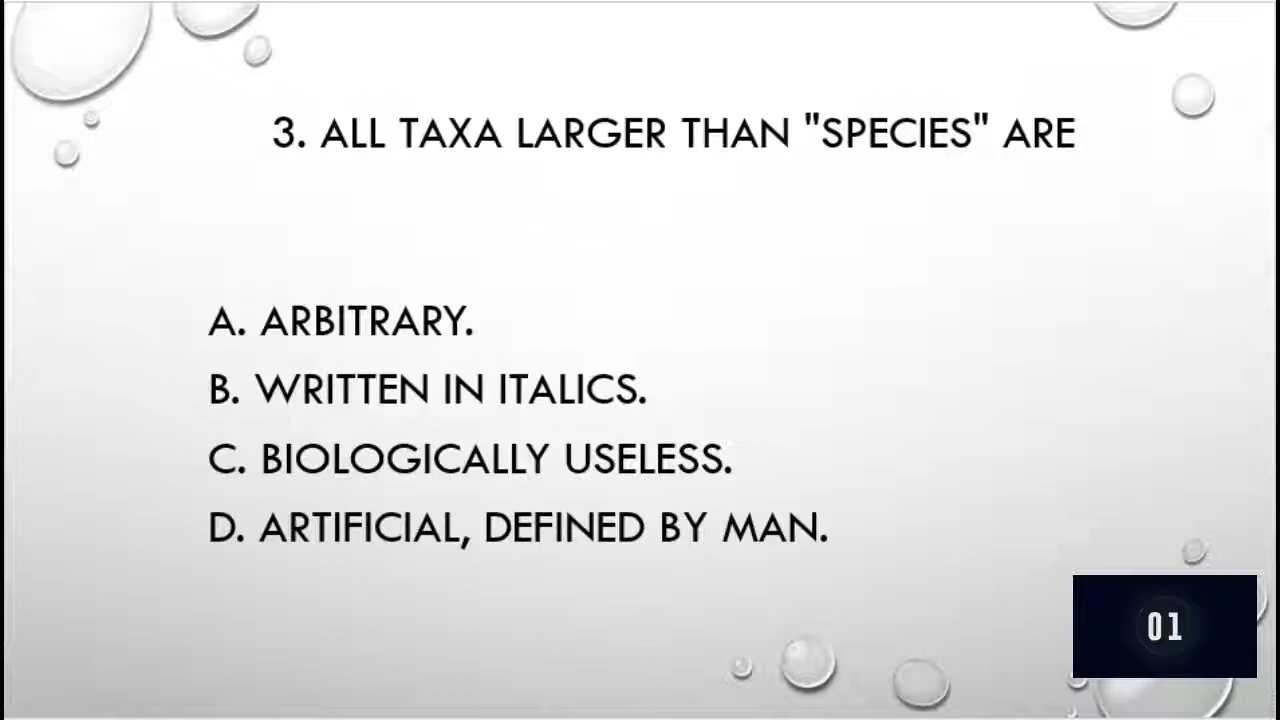 3. ALL TAXA LARGER THAN "SPECIES" ARE
A. ARBITRARY.
B. WRITTEN IN ITALICS.
C. BIOLOGICALLY USELESS.
D. ARTIFICIAL, DEFINED BY MAN.
01